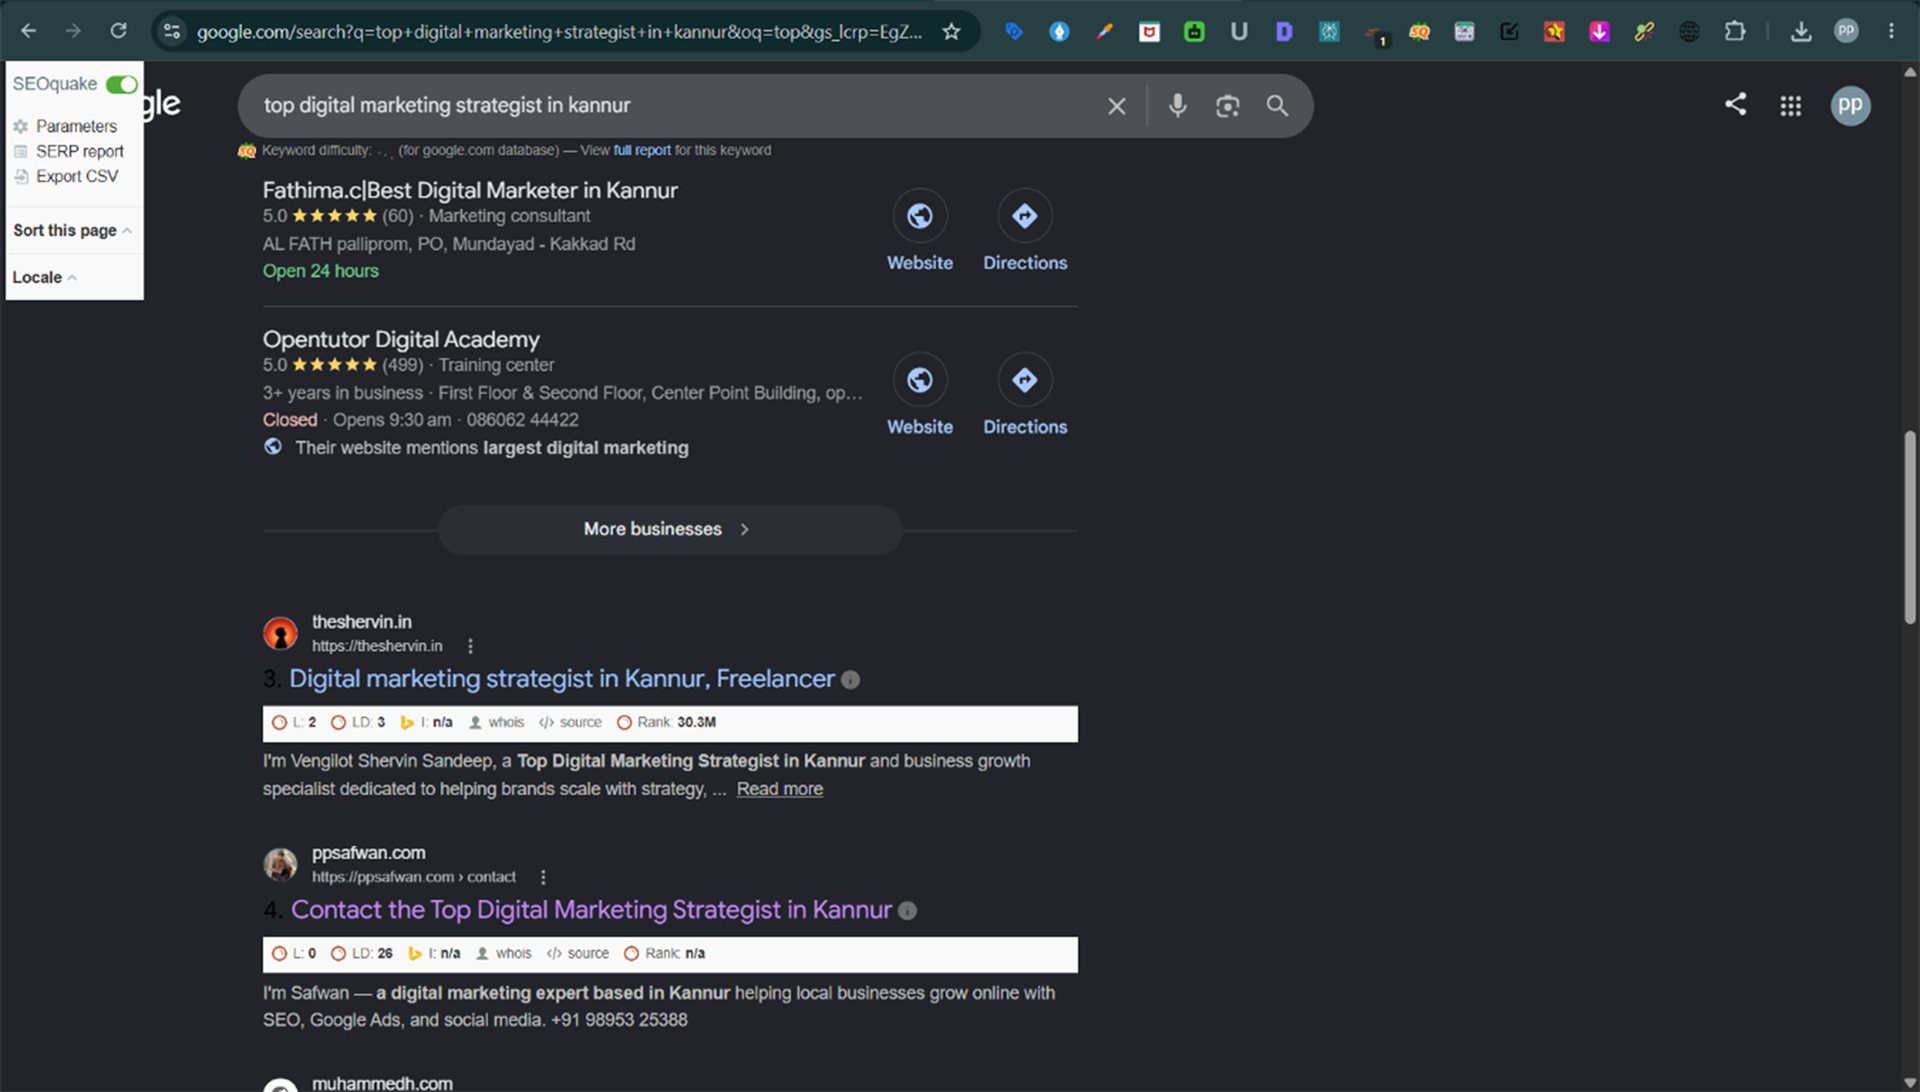 google.com/search?q=top+digital+marketing+strategist+in+kannur&oq=top&gs_lcrp=EgZ...
1
PP
SEOquake
gle
top digital marketing strategist in kannur
PP
Parameters
SERP report
Export CSV
Sort this page
Locale
Keyword difficulty: (for google.com database) — View full report for this keyword
Fathima.c|Best Digital Marketer in Kannur
5.0 (60) · Marketing consultant
AL FATH palliprom, PO, Mundayad - Kakkad Rd
Open 24 hours
Website
Directions
Opentutor Digital Academy
5.0 (499) · Training center
3+ years in business · First Floor & Second Floor, Center Point Building, op...
Closed · Opens 9:30 am · 086062 44422
Their website mentions largest digital marketing
Website
Directions
More businesses
theshervin.in
https://theshervin.in
3. Digital marketing strategist in Kannur, Freelancer
L: 2 LD: 3 I: n/a whois source Rank: 30.3M
I'm Vengilot Shervin Sandeep, a Top Digital Marketing Strategist in Kannur and business growth
specialist dedicated to helping brands scale with strategy, ... Read more
ppsafwan.com
https://ppsafwan.com › contact
4. Contact the Top Digital Marketing Strategist in Kannur
L: 0 LD: 26 I: n/a whois source Rank: n/a
I'm Safwan — a digital marketing expert based in Kannur helping local businesses grow online with
SEO, Google Ads, and social media. +91 98953 25388
muhammedh.com